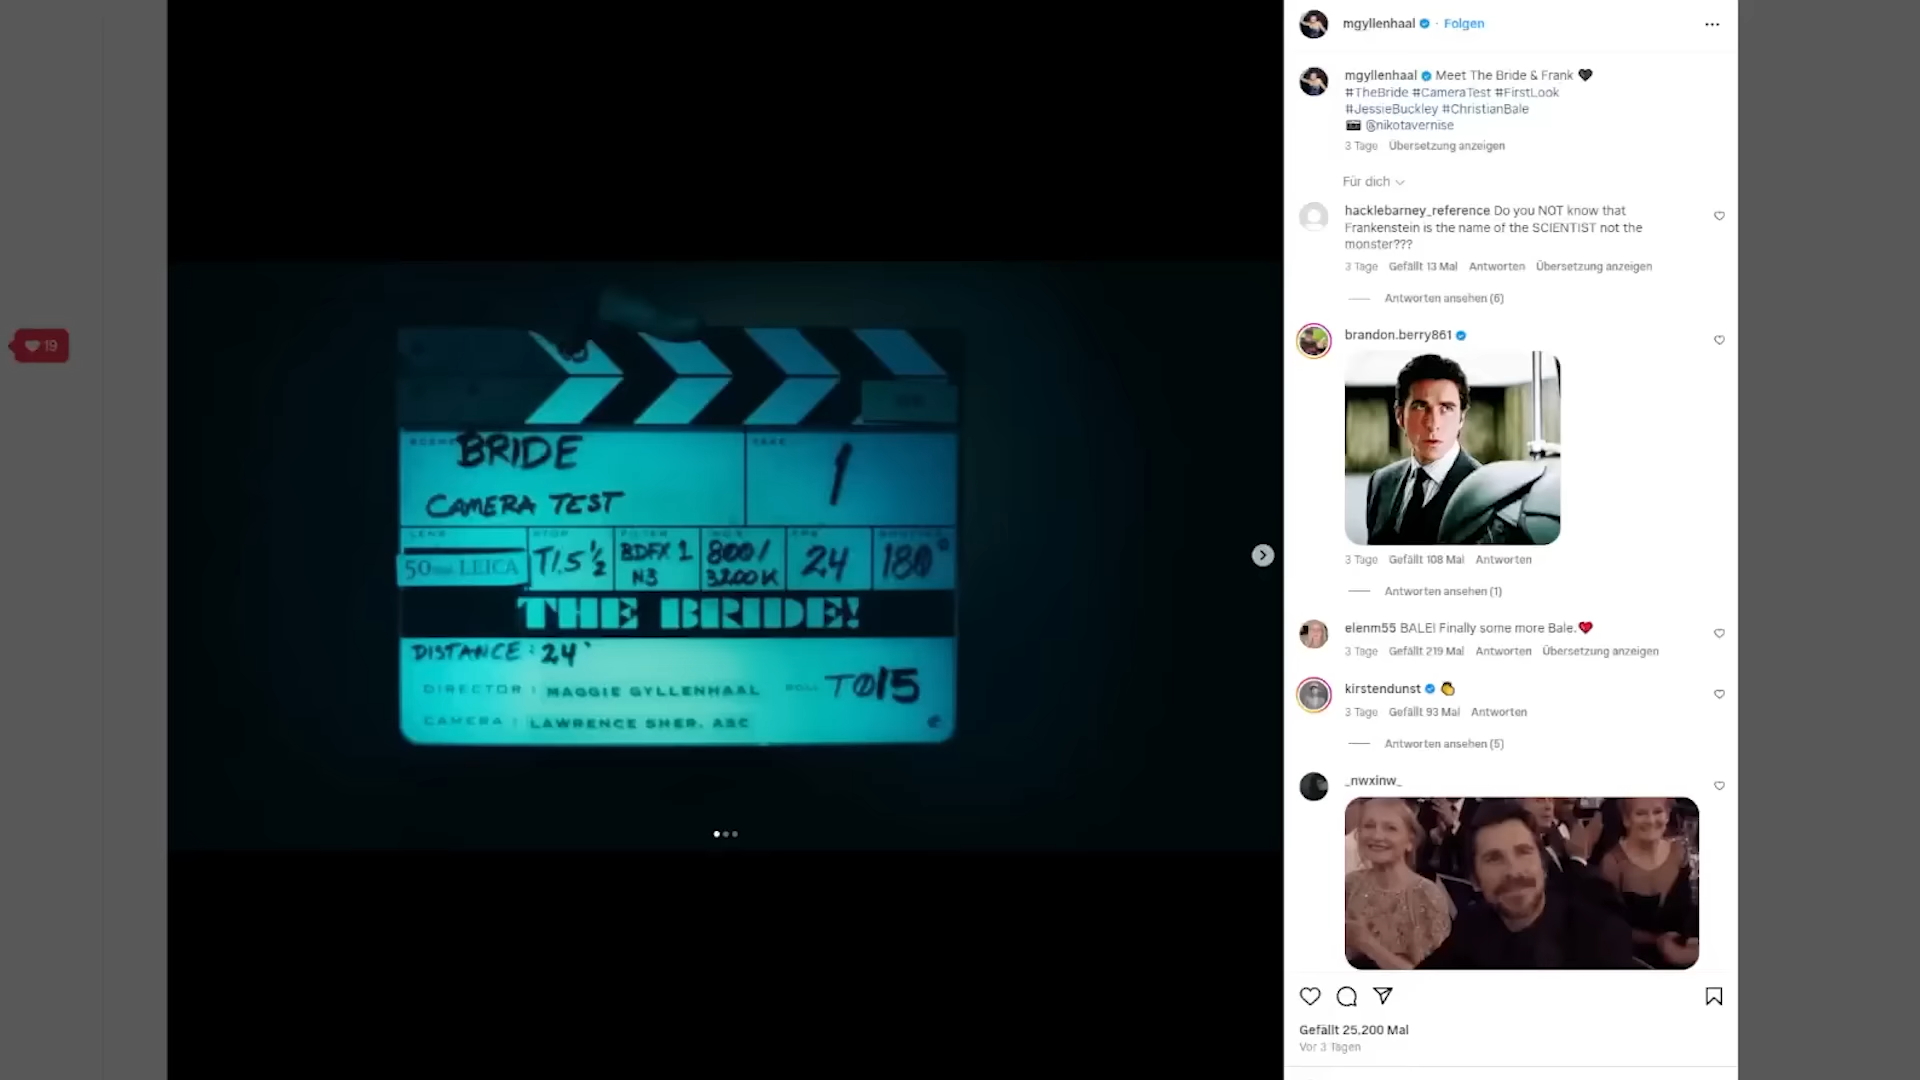 19
BRIDE
CAMERA TEST
1
50mm LEICA
T/.5 ½
BDFX 1
N3
800/
3200K
24
180°
THE BRIDE!
DISTANCE: 24'
DIRECTOR: MAGGIE GYLLENHAAL
ROLL TØ15
CAMERA: LAWRENCE SHER, ASC
mgyllenhaal · Folgen
mgyllenhaal Meet The Bride & Frank 🖤
#TheBride #CameraTest #FirstLook
#JessieBuckley #ChristianBale
📷 @nikotavernise
3 Tage Übersetzung anzeigen
Für dich
hacklebarney_reference Do you NOT know that
Frankenstein is the name of the SCIENTIST not the
monster???
3 Tage Gefällt 13 Mal Antworten Übersetzung anzeigen
Antworten ansehen (6)
brandon.berry861
3 Tage Gefällt 108 Mal Antworten
Antworten ansehen (1)
elenm55 BALE! Finally some more Bale.❤️
3 Tage Gefällt 219 Mal Antworten Übersetzung anzeigen
kirstendunst 👏
3 Tage Gefällt 93 Mal Antworten
Antworten ansehen (5)
_nwxinw_
Gefällt 25.200 Mal
Vor 3 Tagen